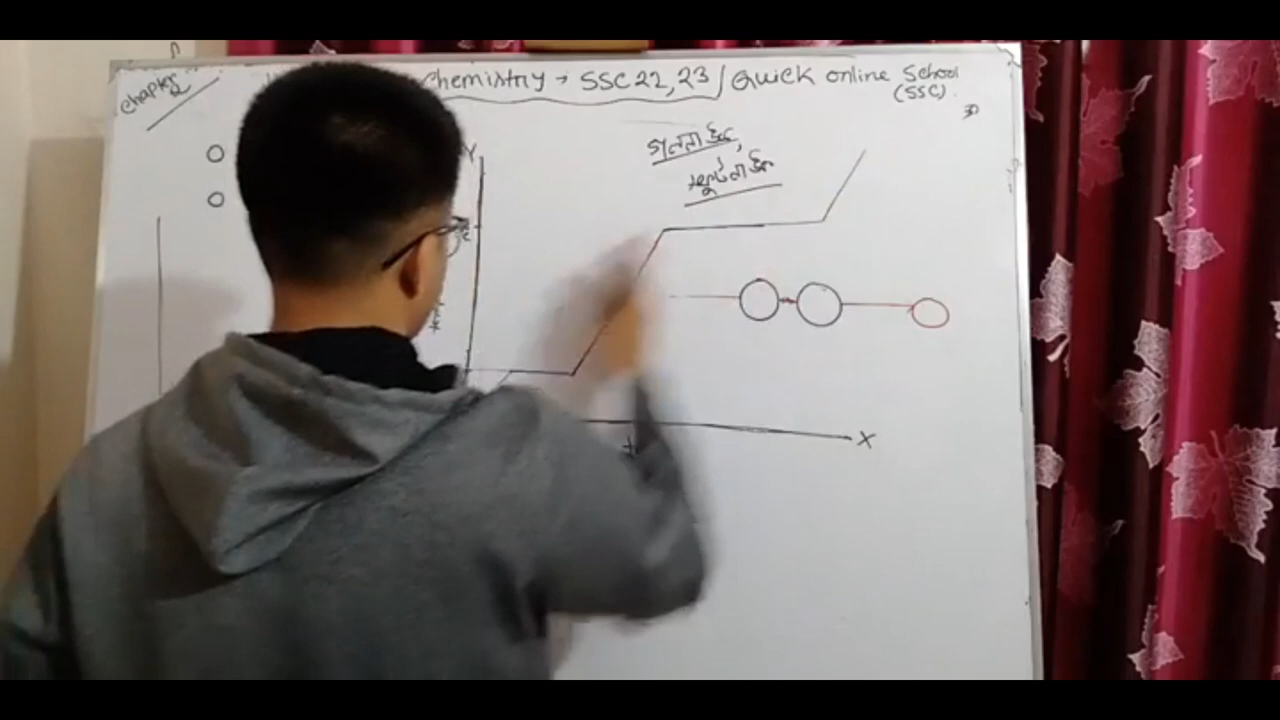 Chapter 2
Chemistry → SSC 22, 23 / Quick online School
(SSC).
গলনাঙ্ক,
স্ফুটনাঙ্ক
Y
X